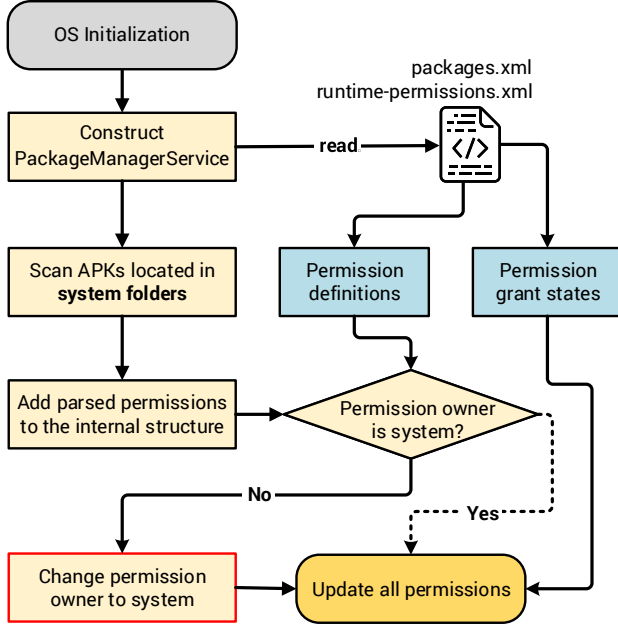 OS Initialization
packages.xml
runtime-permissions.xml
Construct
PackageManagerService
read
</>
Scan APKs located in
system folders
Permission
definitions
Permission
grant states
Add parsed permissions
to the internal structure
Permission owner
is system?
No
Yes
Change permission
owner to system
Update all permissions